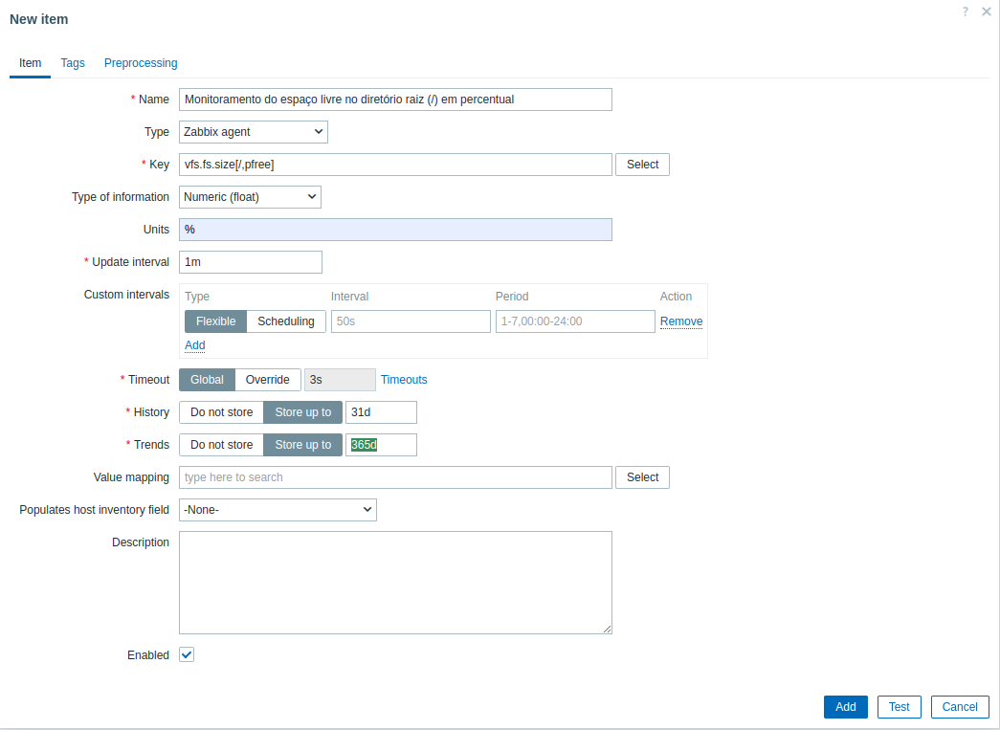 New item
?
Item Tags Preprocessing
* Name Monitoramento do espaço livre no diretório raiz (/) em percentual
Type Zabbix agent
* Key vfs.fs.size[/,pfree] Select
Type of information Numeric (float)
Units %
* Update interval 1m
Custom intervals Type Interval Period Action
Flexible Scheduling 50s 1-7,00:00-24:00 Remove
Add
* Timeout Global Override 3s Timeouts
* History Do not store Store up to 31d
* Trends Do not store Store up to 365d
Value mapping type here to search Select
Populates host inventory field -None-
Description
Enabled
Add Test Cancel